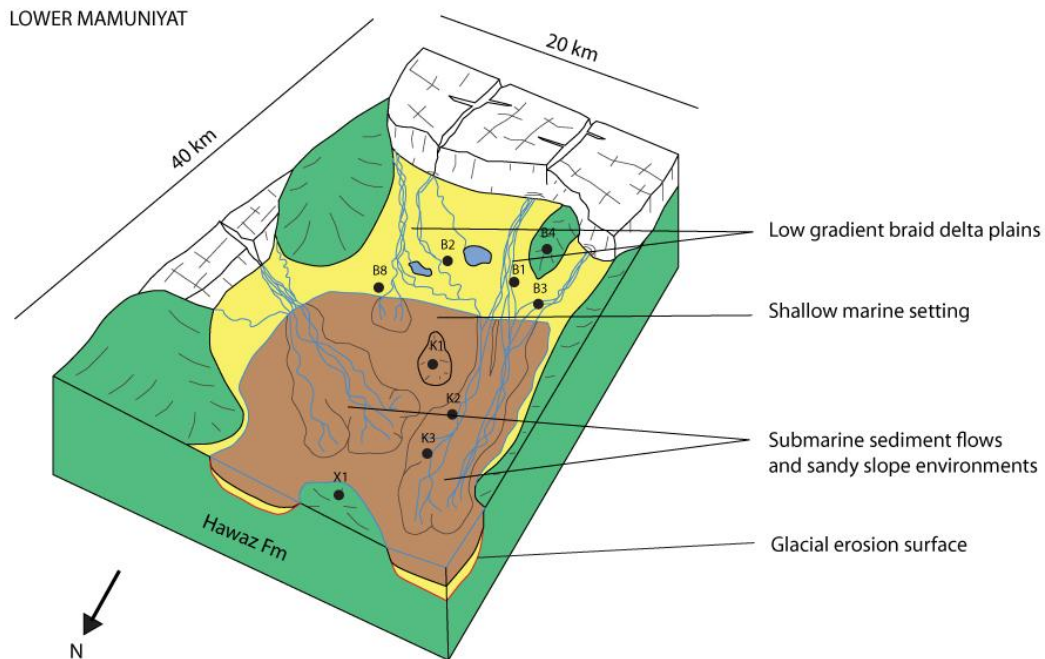 LOWER MAMUNIYAT
20 km
40 km
B4
Low gradient braid delta plains
B2
B1
B8
B3
Shallow marine setting
K1
K2
K3
Submarine sediment flows
and sandy slope environments
X1
Hawaz Fm
Glacial erosion surface
N